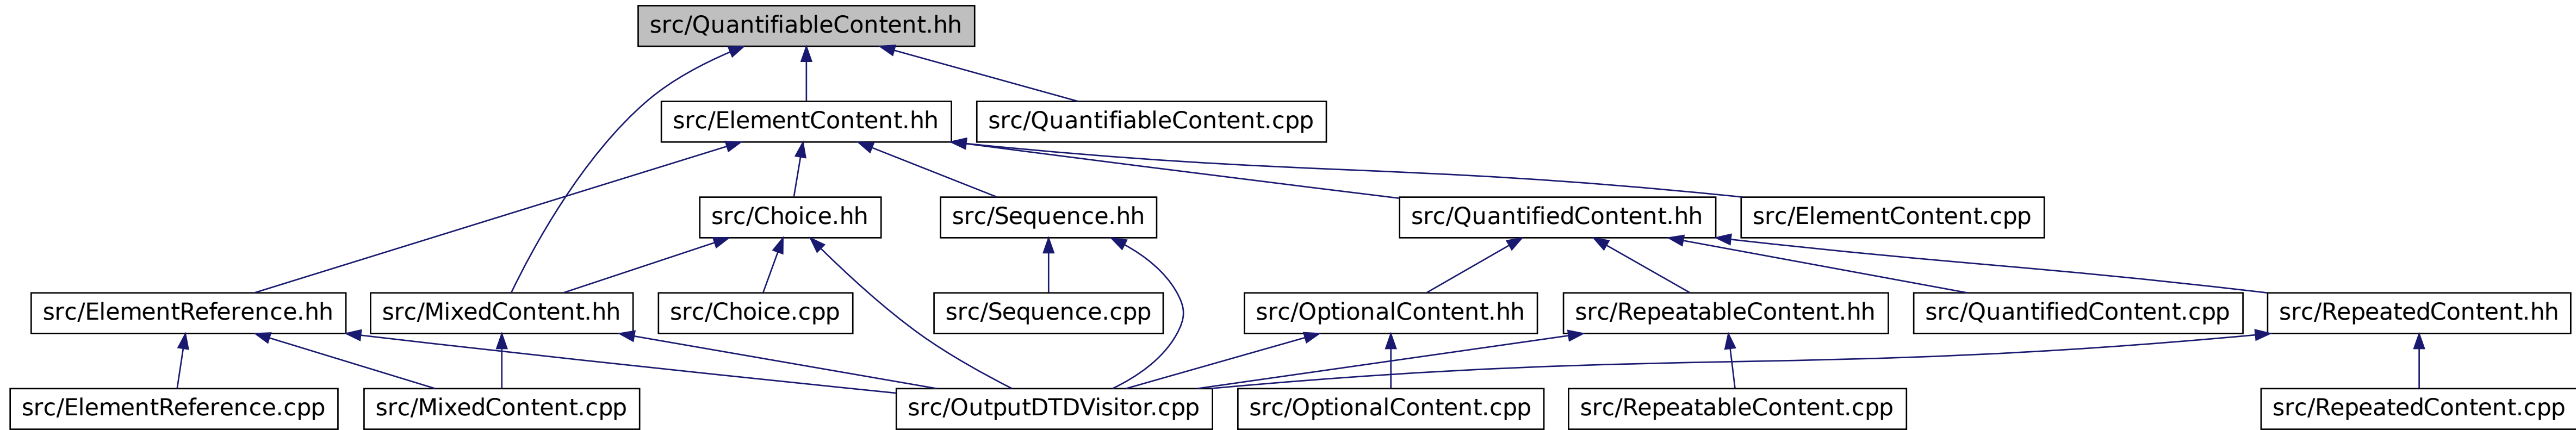 src/QuantifiableContent.hh
src/ElementContent.hh
src/QuantifiableContent.cpp
src/Choice.hh
src/Sequence.hh
src/QuantifiedContent.hh
src/ElementContent.cpp
src/ElementReference.hh
src/MixedContent.hh
src/Choice.cpp
src/Sequence.cpp
src/OptionalContent.hh
src/RepeatableContent.hh
src/QuantifiedContent.cpp
src/RepeatedContent.hh
src/ElementReference.cpp
src/MixedContent.cpp
src/OutputDTDVisitor.cpp
src/OptionalContent.cpp
src/RepeatableContent.cpp
src/RepeatedContent.cpp